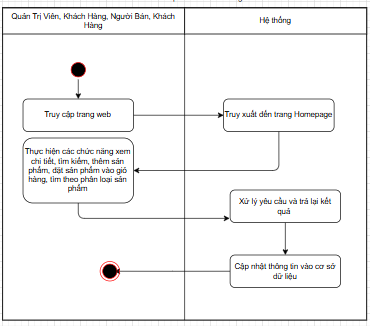 Quản Trị Viên, Khách Hàng, Người Bán, Khách
Hàng
Hệ thống
Truy cập trang web
Truy xuất đến trang Homepage
Thực hiện các chức năng xem
chi tiết, tìm kiếm, thêm sản
phẩm, đặt sản phẩm vào giỏ
hàng, tìm theo phân loại sản
phẩm
Xử lý yêu cầu và trả lại kết
quả
Cập nhật thông tin vào cơ sở
dữ liệu